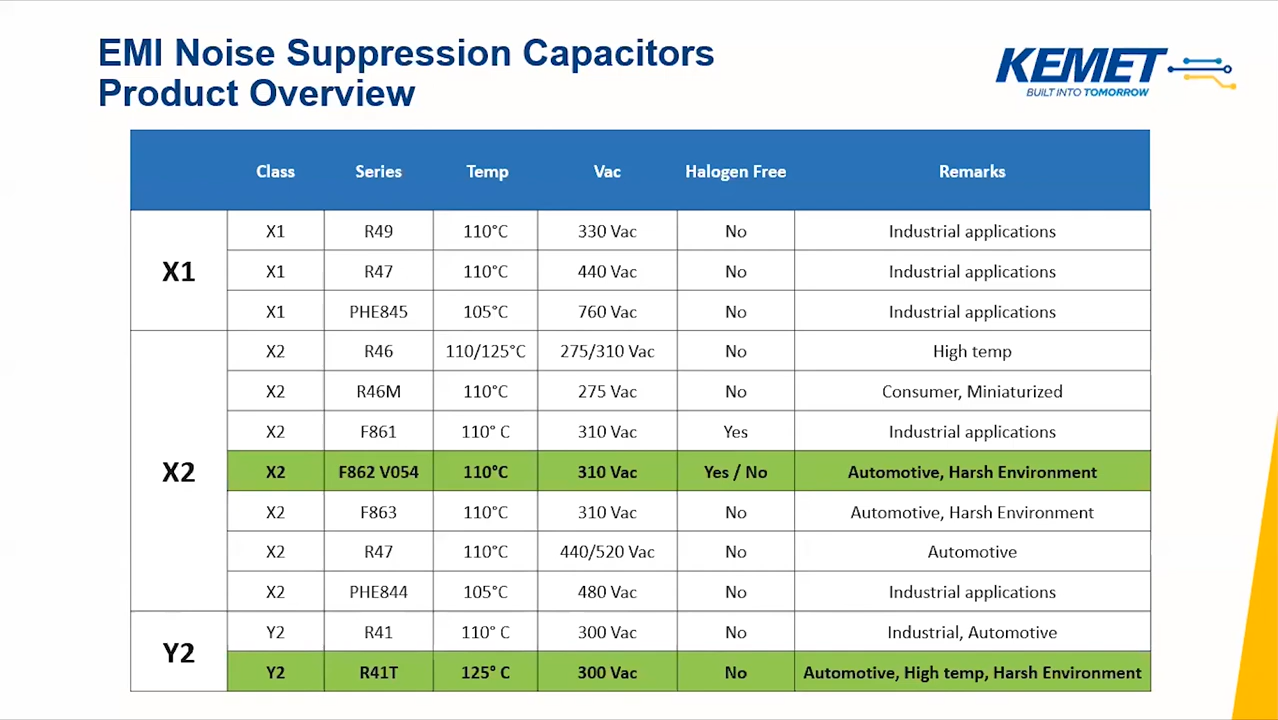 EMI Noise Suppression Capacitors
Product Overview
KEMET
BUILT INTO TOMORROW
Class Series Temp Vac Halogen Free Remarks
X1
X1 R49 110°C 330 Vac No Industrial applications
X1 R47 110°C 440 Vac No Industrial applications
X1 PHE845 105°C 760 Vac No Industrial applications
X2
X2 R46 110/125°C 275/310 Vac No High temp
X2 R46M 110°C 275 Vac No Consumer, Miniaturized
X2 F861 110° C 310 Vac Yes Industrial applications
X2 F862 V054 110°C 310 Vac Yes / No Automotive, Harsh Environment
X2 F863 110°C 310 Vac No Automotive, Harsh Environment
X2 R47 110°C 440/520 Vac No Automotive
X2 PHE844 105°C 480 Vac No Industrial applications
Y2
Y2 R41 110° C 300 Vac No Industrial, Automotive
Y2 R41T 125° C 300 Vac No Automotive, High temp, Harsh Environment